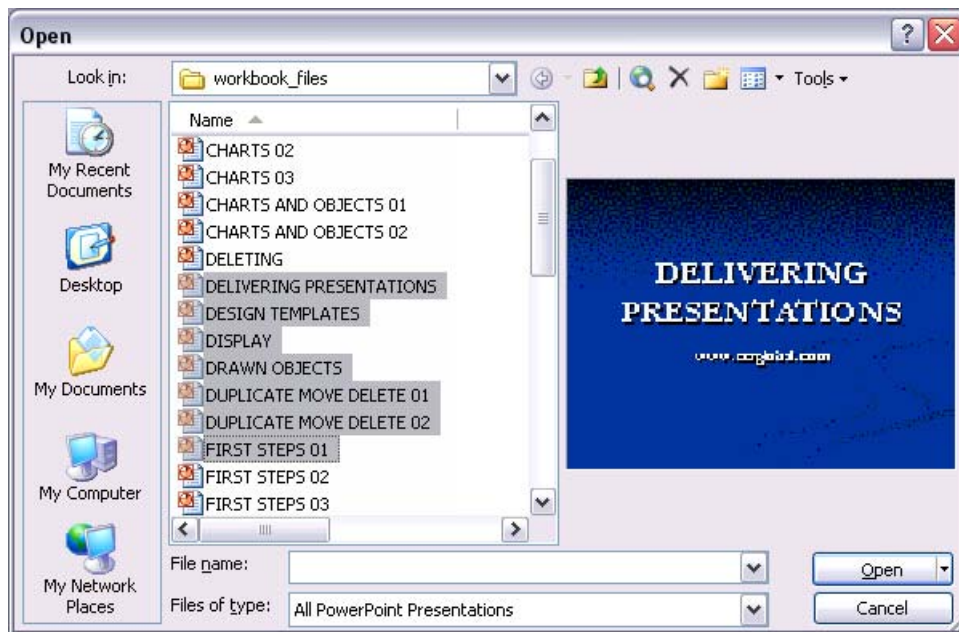 Open
Look in:
workbook_files
Tools
My Recent
Documents
Desktop
My Documents
My Computer
My Network
Places
Name
CHARTS 02
CHARTS 03
CHARTS AND OBJECTS 01
CHARTS AND OBJECTS 02
DELETING
DELIVERING PRESENTATIONS
DESIGN TEMPLATES
DISPLAY
DRAWN OBJECTS
DUPLICATE MOVE DELETE 01
DUPLICATE MOVE DELETE 02
FIRST STEPS 01
FIRST STEPS 02
FIRST STEPS 03
DELIVERING
PRESENTATIONS
File name:
Open
Files of type:
All PowerPoint Presentations
Cancel